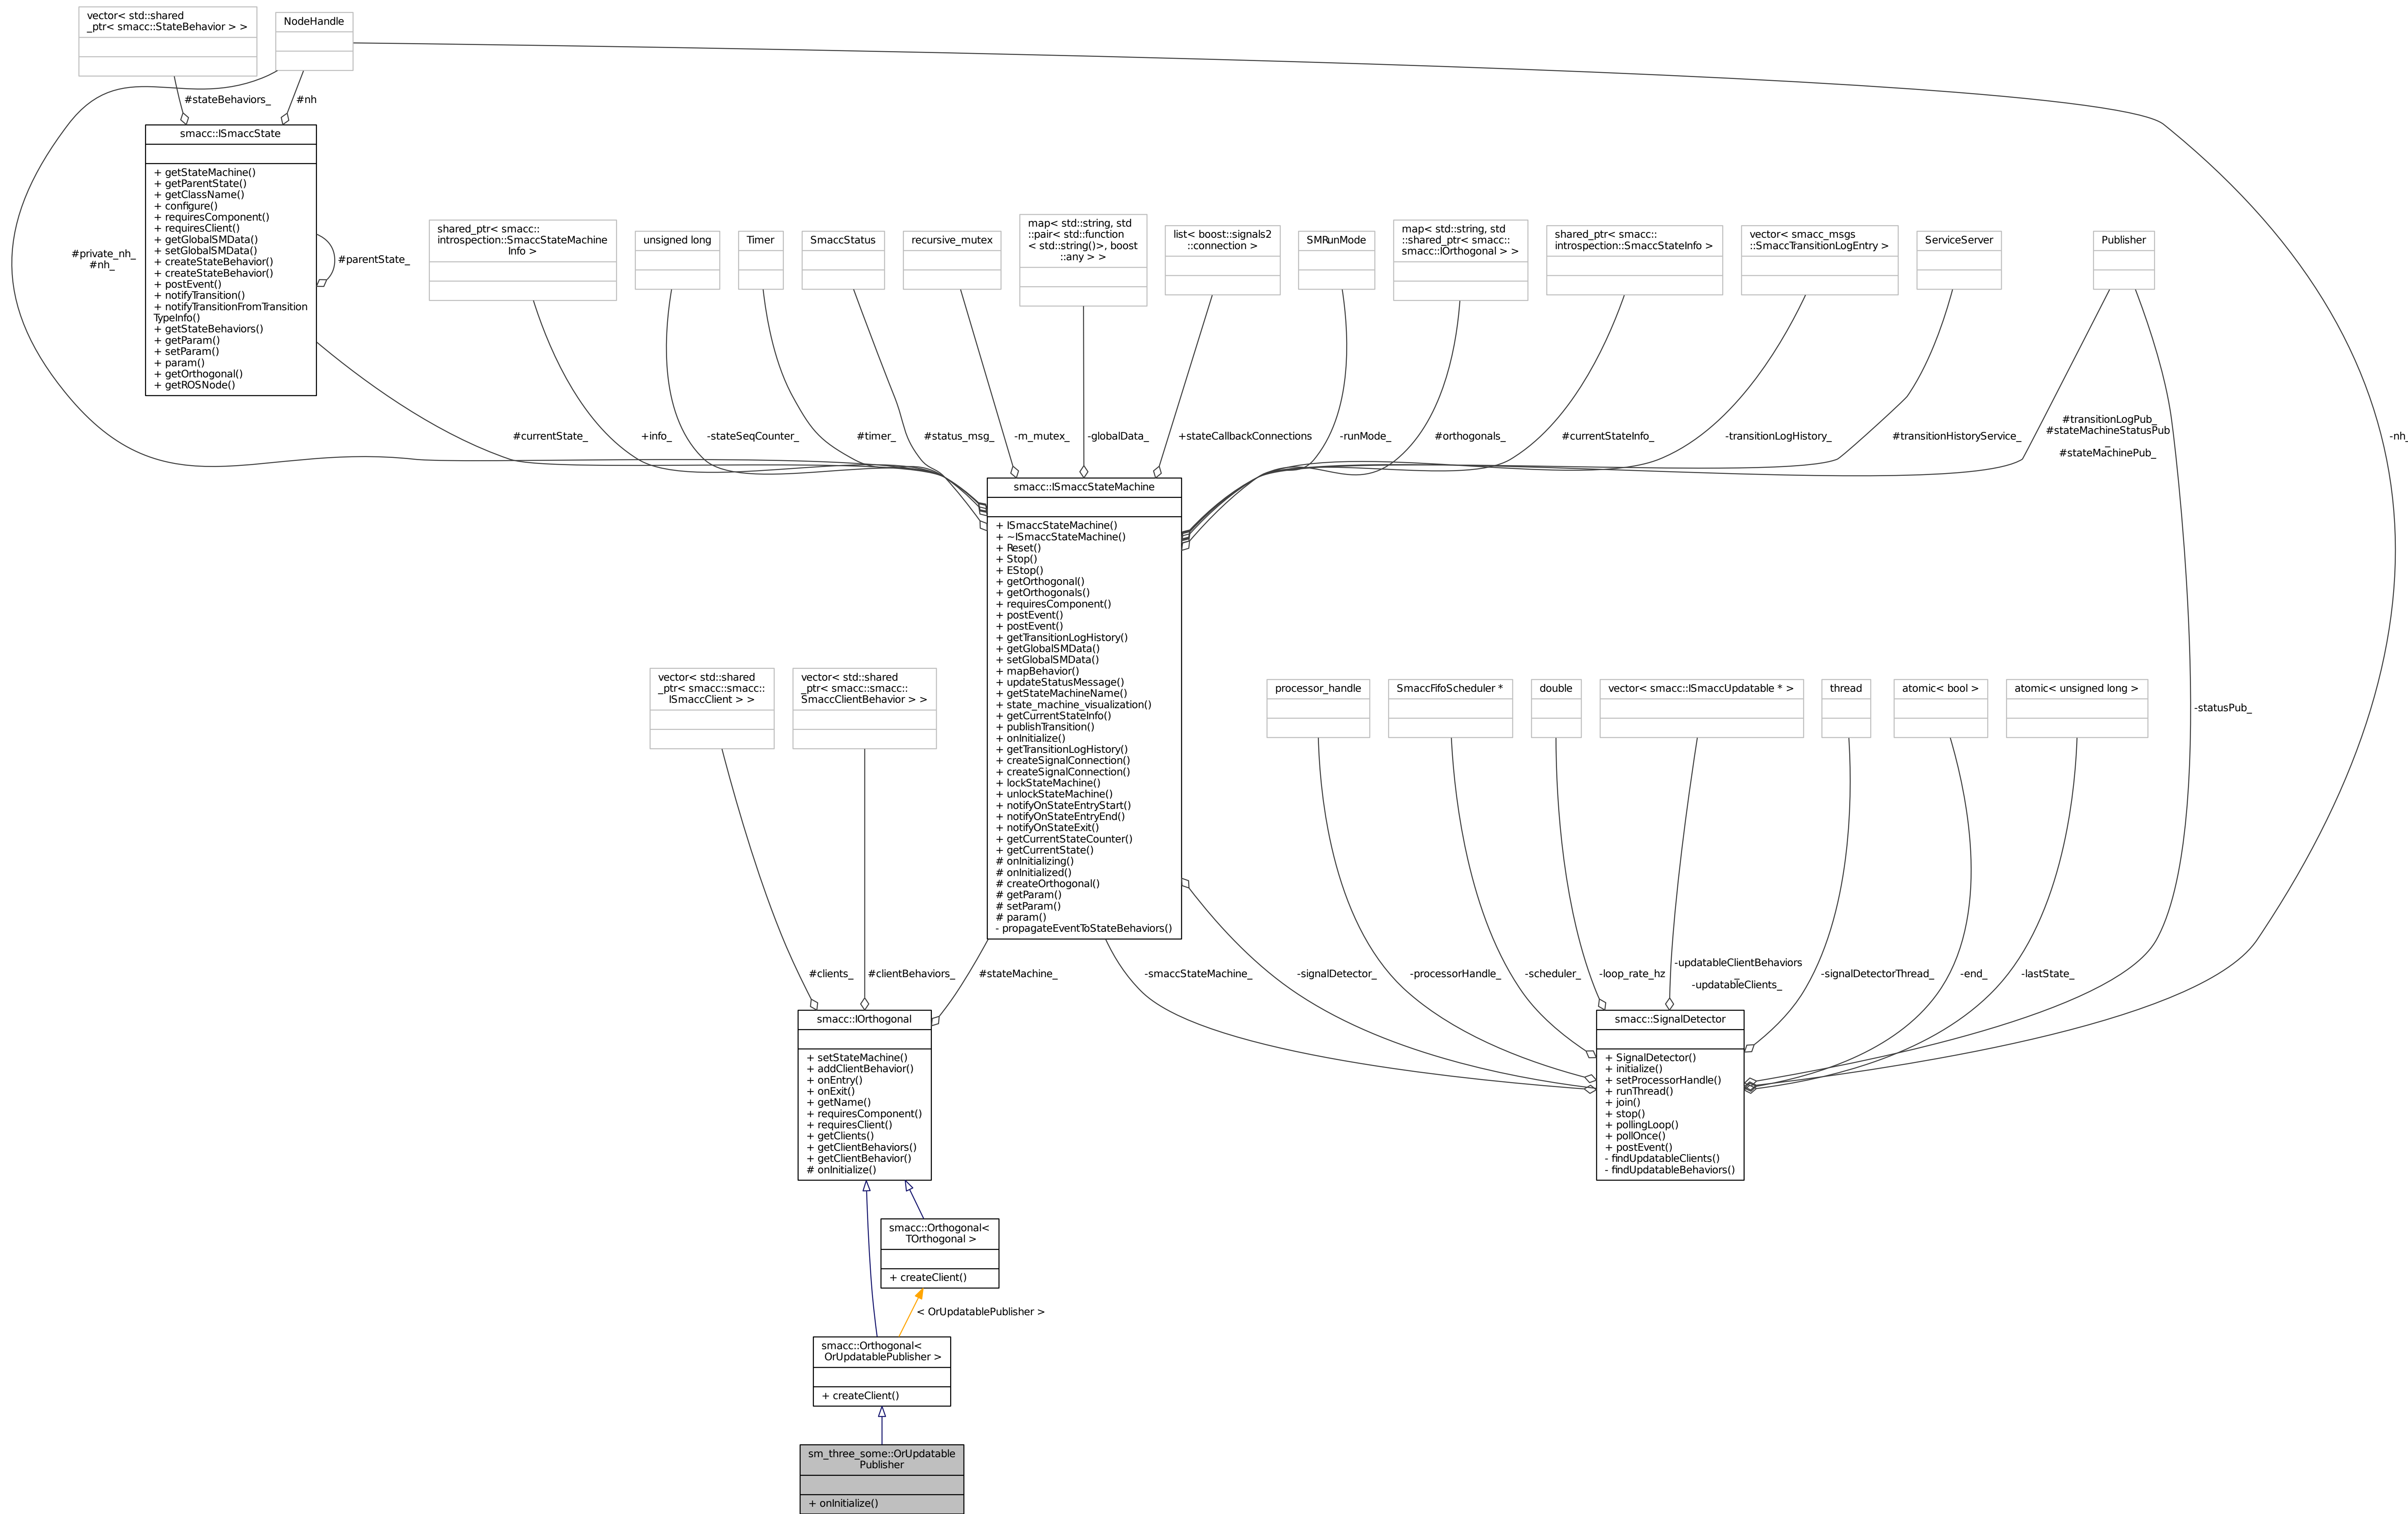 vector< std::shared
_ptr< smacc::StateBehavior > >
NodeHandle
#stateBehaviors_
#nh
smacc::ISmaccState
+ getStateMachine()
+ getParentState()
+ getClassName()
+ configure()
+ requiresComponent()
+ requiresClient()
+ getGlobalSMData()
+ setGlobalSMData()
+ createStateBehavior()
+ createStateBehavior()
+ postEvent()
+ notifyTransition()
+ notifyTransitionFromTransition
TypeInfo()
+ getStateBehaviors()
+ getParam()
+ setParam()
+ param()
+ getOrthogonal()
+ getROSNode()
#private_nh_
#nh_
#parentState_
shared_ptr< smacc::
introspection::SmaccStateMachine
Info >
unsigned long
Timer
SmaccStatus
recursive_mutex
map< std::string, std
::pair< std::function
< std::string()>, boost
::any > >
list< boost::signals2
::connection >
SMRunMode
map< std::string, std
::shared_ptr< smacc::
smacc::IOrthogonal > >
shared_ptr< smacc::
introspection::SmaccStateInfo >
vector< smacc_msgs
::SmaccTransitionLogEntry >
ServiceServer
Publisher
#currentState_
+info_
-stateSeqCounter_
#timer_
#status_msg_
-m_mutex_
-globalData_
+stateCallbackConnections
-runMode_
#orthogonals_
#currentStateInfo_
-transitionLogHistory_
#transitionHistoryService_
#transitionLogPub_
#stateMachineStatusPub
_
#stateMachinePub_
-nh_
smacc::ISmaccStateMachine
+ ISmaccStateMachine()
+ ~ISmaccStateMachine()
+ Reset()
+ Stop()
+ EStop()
+ getOrthogonal()
+ getOrthogonals()
+ requiresComponent()
+ postEvent()
+ postEvent()
+ getTransitionLogHistory()
+ getGlobalSMData()
+ setGlobalSMData()
+ mapBehavior()
+ updateStatusMessage()
+ getStateMachineName()
+ state_machine_visualization()
+ getCurrentStateInfo()
+ publishTransition()
+ onInitialize()
+ getTransitionLogHistory()
+ createSignalConnection()
+ createSignalConnection()
+ lockStateMachine()
+ unlockStateMachine()
+ notifyOnStateEntryStart()
+ notifyOnStateEntryEnd()
+ notifyOnStateExit()
+ getCurrentStateCounter()
+ getCurrentState()
# onInitializing()
# onInitialized()
# createOrthogonal()
# getParam()
# setParam()
# param()
- propagateEventToStateBehaviors()
vector< std::shared
_ptr< smacc::smacc::
ISmaccClient > >
vector< std::shared
_ptr< smacc::smacc::
SmaccClientBehavior > >
processor_handle
SmaccFifoScheduler *
double
vector< smacc::ISmaccUpdatable * >
thread
atomic< bool >
atomic< unsigned long >
-statusPub_
#clients_
#clientBehaviors_
#stateMachine_
-smaccStateMachine_
-signalDetector_
-processorHandle_
-scheduler_
-loop_rate_hz
-updatableClientBehaviors
_
-updatableClients_
-signalDetectorThread_
-end_
-lastState_
smacc::IOrthogonal
+ setStateMachine()
+ addClientBehavior()
+ onEntry()
+ onExit()
+ getName()
+ requiresComponent()
+ requiresClient()
+ getClients()
+ getClientBehaviors()
+ getClientBehavior()
# onInitialize()
smacc::SignalDetector
+ SignalDetector()
+ initialize()
+ setProcessorHandle()
+ runThread()
+ join()
+ stop()
+ pollingLoop()
+ pollOnce()
+ postEvent()
- findUpdatableClients()
- findUpdatableBehaviors()
smacc::Orthogonal<
TOrthogonal >
+ createClient()
< OrUpdatablePublisher >
smacc::Orthogonal<
OrUpdatablePublisher >
+ createClient()
sm_three_some::OrUpdatable
Publisher
+ onInitialize()